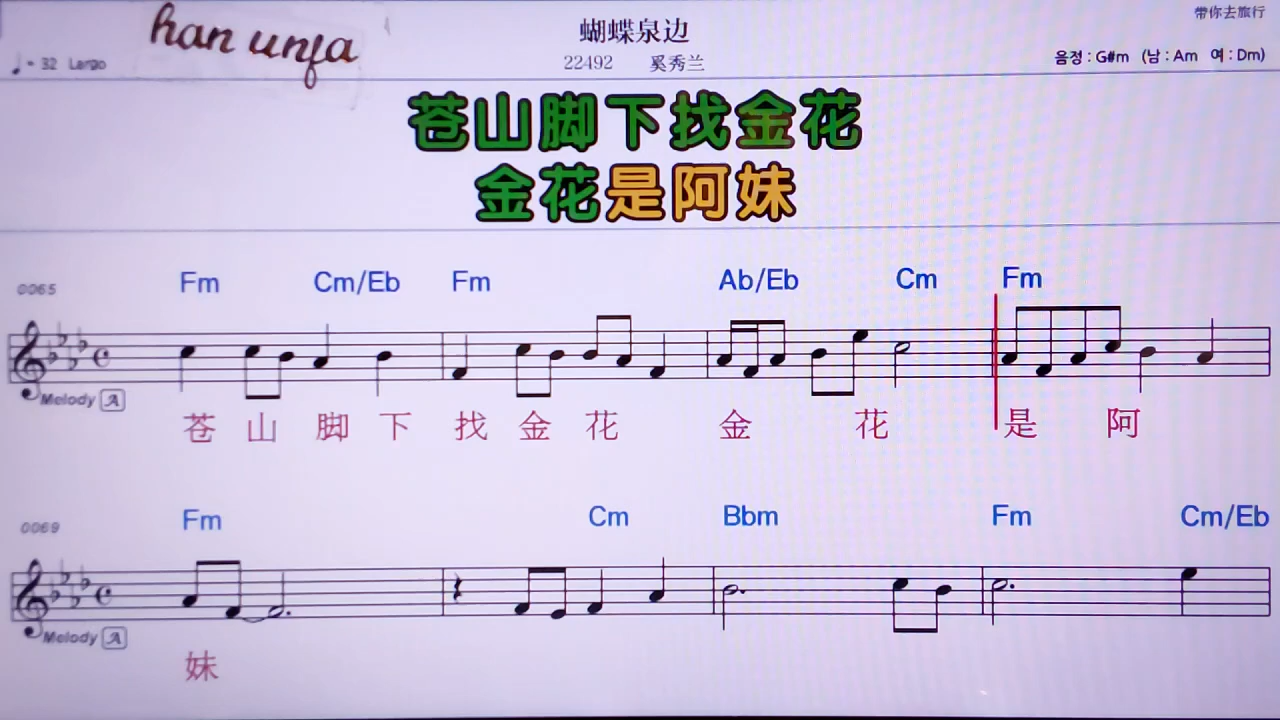 han unfa
蝴蝶泉边
带你去旅行
♩ = 32 Largo
22492 奚秀兰
음정 : G#m (남 : Am 여 : Dm)
苍山脚下找金花
金花是阿妹
0065 Fm Cm/Eb Fm Ab/Eb Cm Fm
Melody A
苍 山 脚 下 找 金 花 金 花 是 阿
0069 Fm Cm Bbm Fm Cm/Eb
Melody A
妹